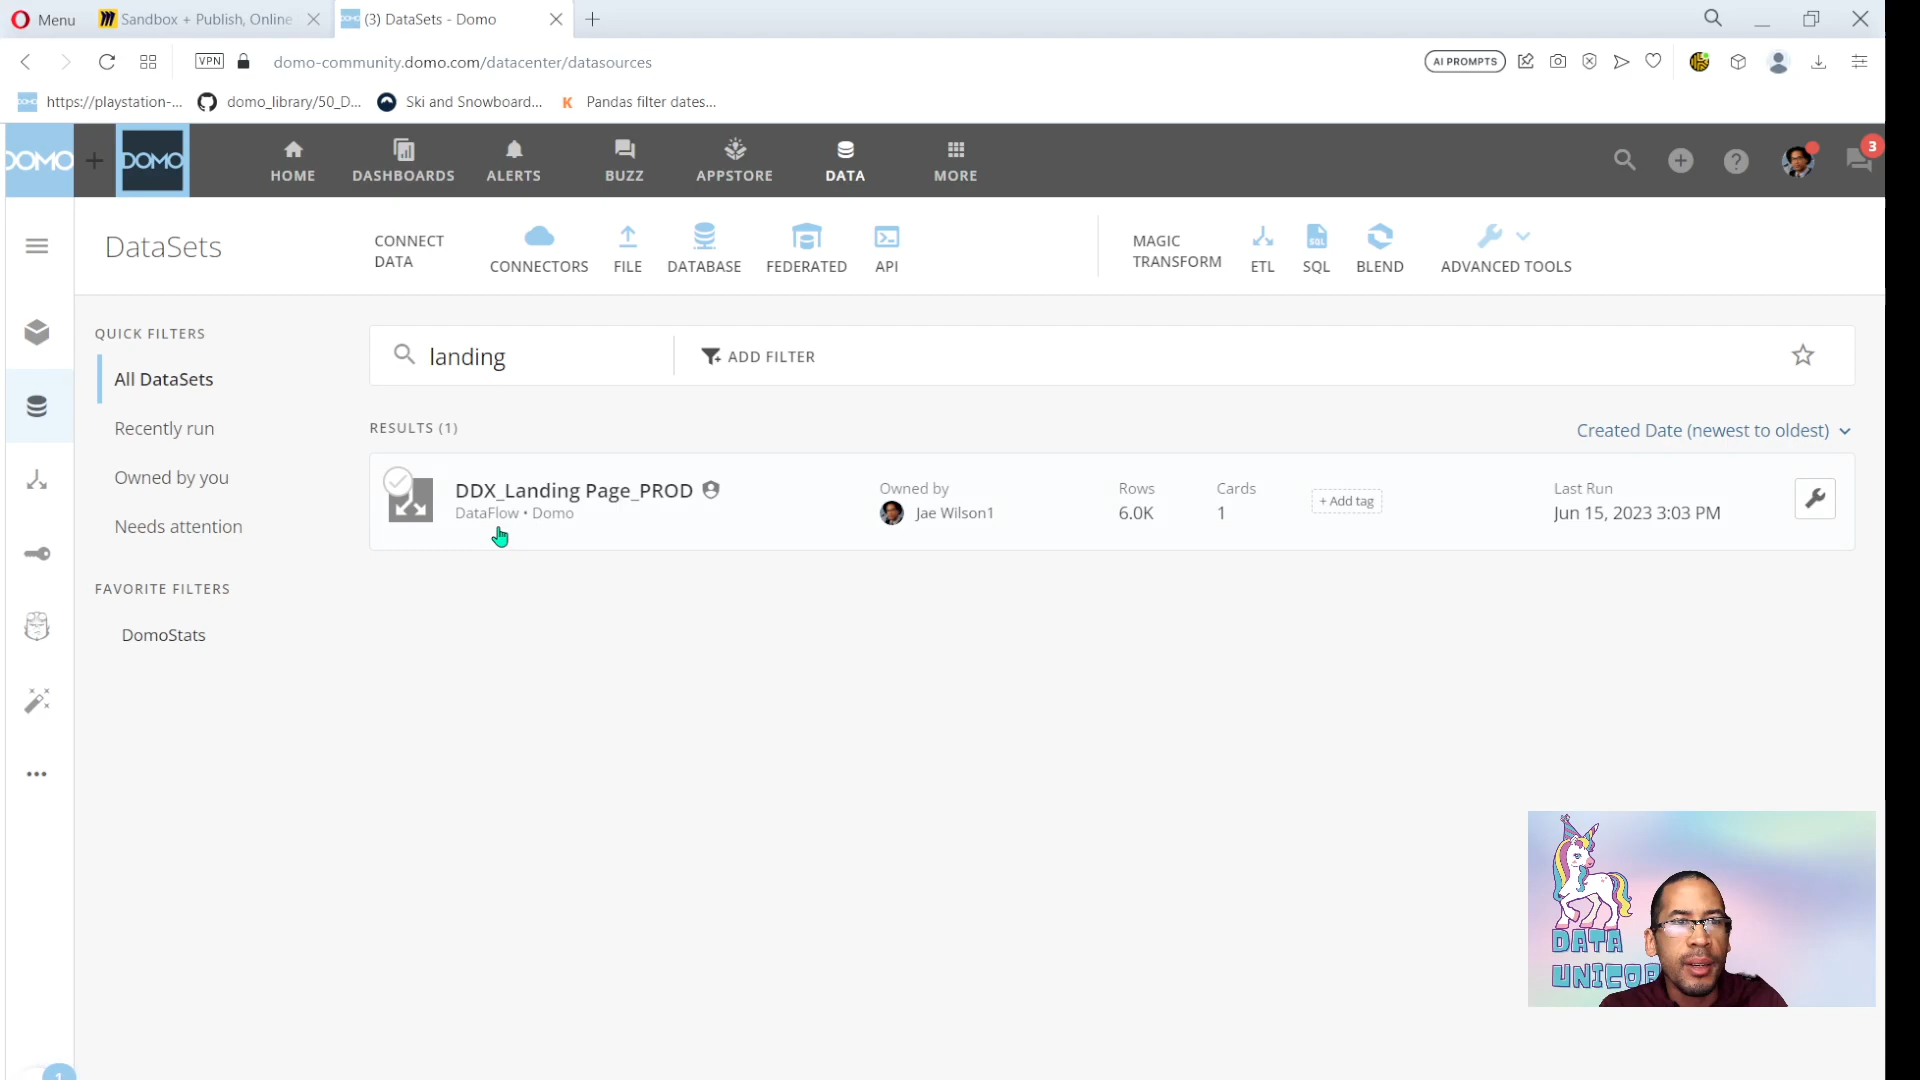 Menu
Sandbox + Publish, Online
(3) DataSets - Domo
VPN
domo-community.domo.com/datacenter/datasources
AI PROMPTS
https://playstation-...
domo_library/50_D...
Ski and Snowboard...
Pandas filter dates...
DOMO
DOMO
HOME
DASHBOARDS
ALERTS
BUZZ
APPSTORE
DATA
MORE
3
DataSets
CONNECT
DATA
CONNECTORS
FILE
DATABASE
FEDERATED
API
MAGIC
TRANSFORM
ETL
SQL
BLEND
ADVANCED TOOLS
QUICK FILTERS
All DataSets
Recently run
Owned by you
Needs attention
FAVORITE FILTERS
DomoStats
landing
ADD FILTER
RESULTS (1)
Created Date (newest to oldest)
DDX_Landing Page_PROD
DataFlow • Domo
Owned by
Jae Wilson1
Rows
6.0K
Cards
1
+ Add tag
Last Run
Jun 15, 2023 3:03 PM
DATA
UNICOR
1